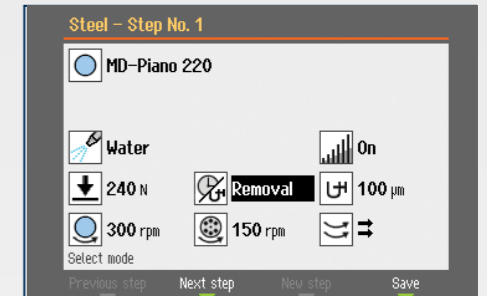 Steel – Step No. 1
MD–Piano 220
Water
On
240 N
Removal
100 µm
300 rpm
150 rpm
Select mode
Previous step Next step New step Save